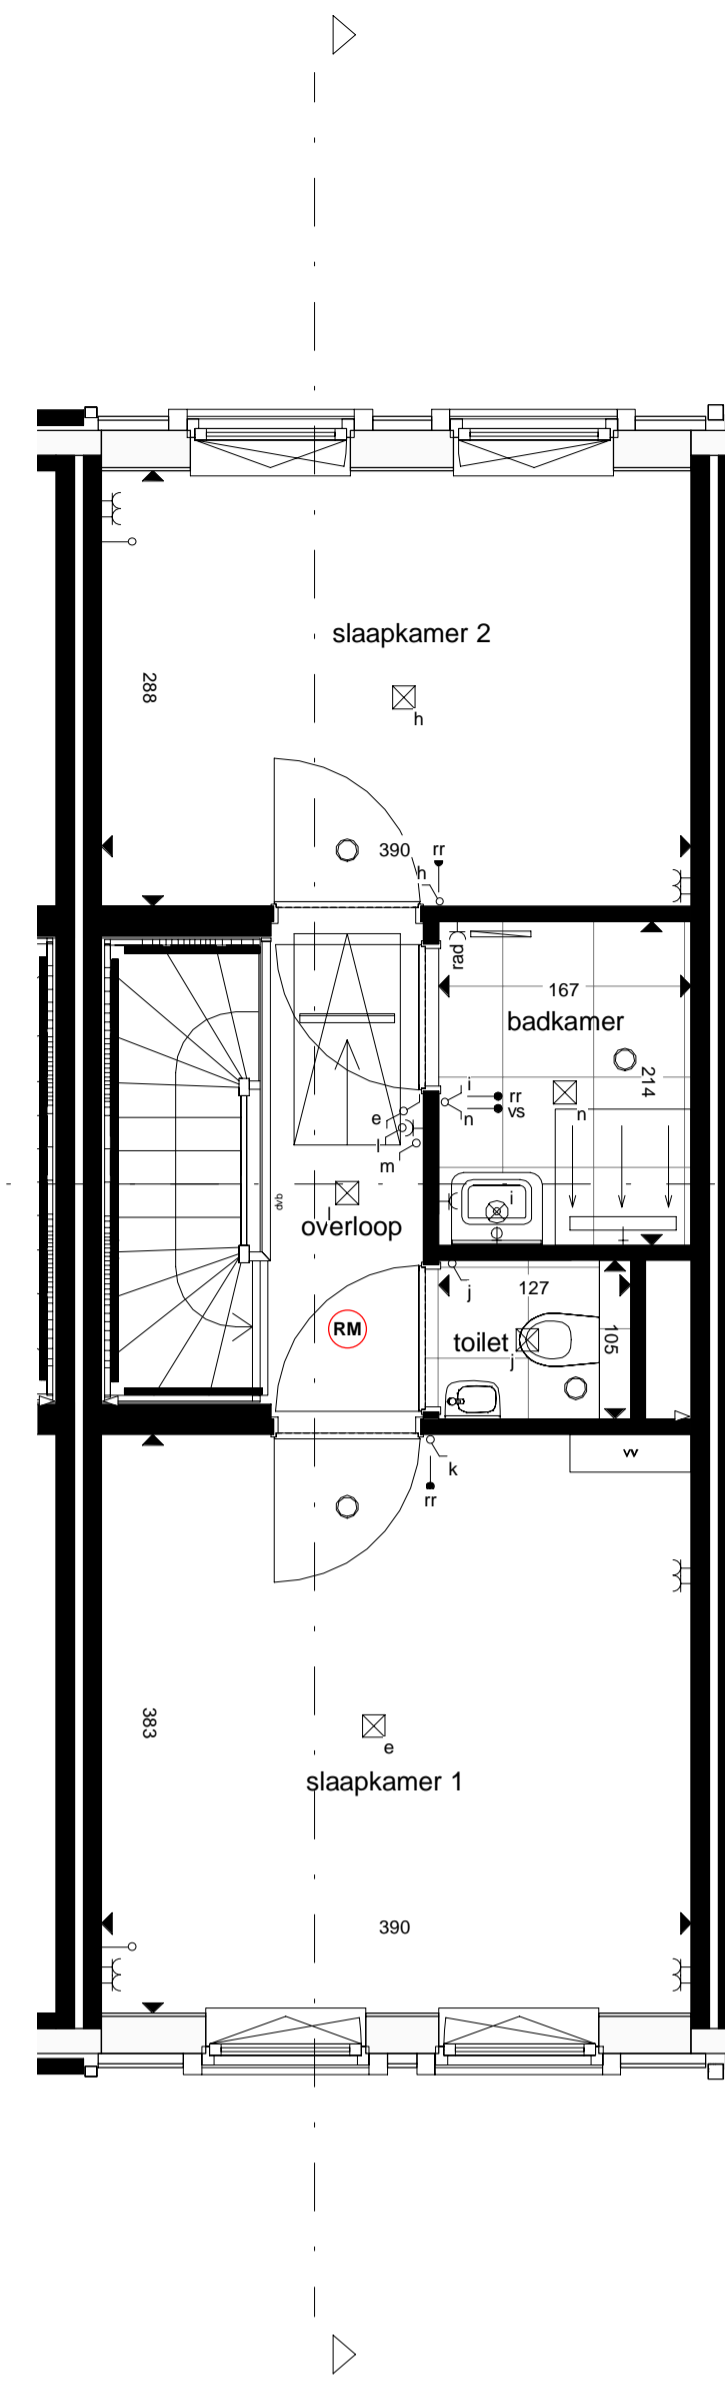 slaapkamer 2
288
h
390
rr
h
rad
167
badkamer
214
i
rr
n
vs
n
e
l
m
i
l
dvb
overloop
j
127
RM
toilet
105
j
vv
k
rr
383
e
slaapkamer 1
390